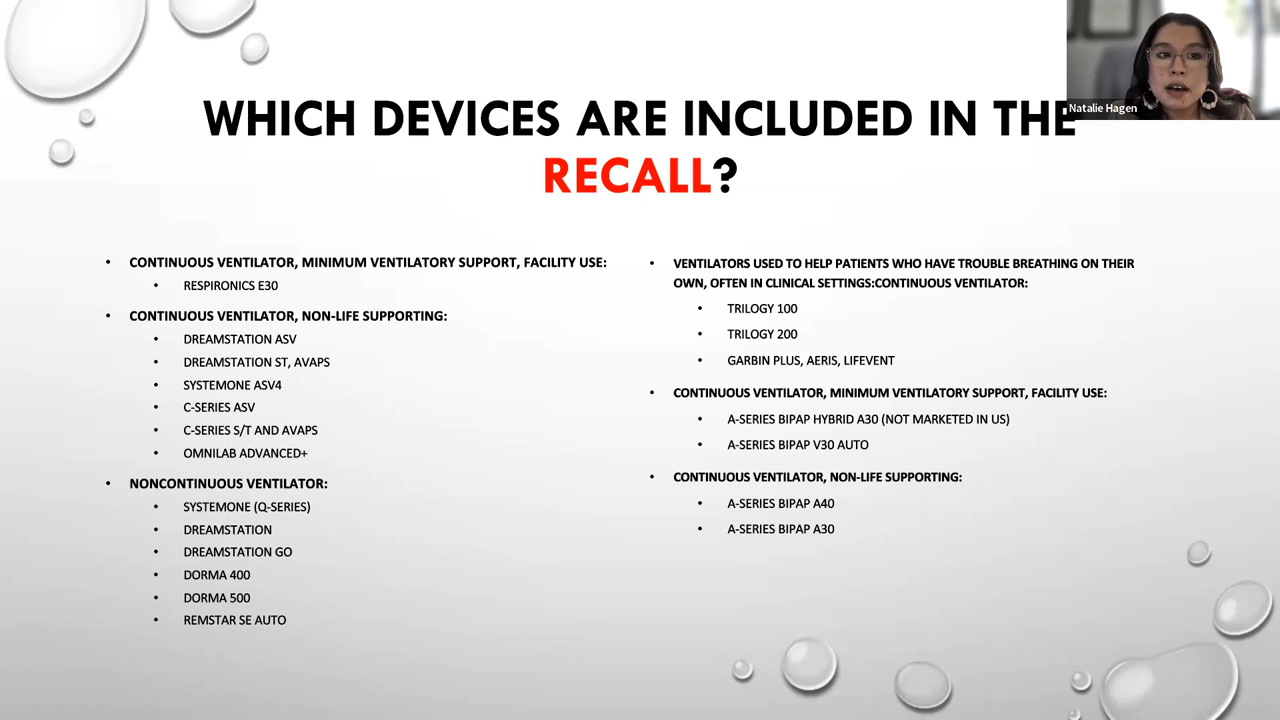 WHICH DEVICES ARE INCLUDED IN THE
RECALL?
Natalie Hagen
• CONTINUOUS VENTILATOR, MINIMUM VENTILATORY SUPPORT, FACILITY USE:
• RESPIRONICS E30
• CONTINUOUS VENTILATOR, NON-LIFE SUPPORTING:
• DREAMSTATION ASV
• DREAMSTATION ST, AVAPS
• SYSTEMONE ASV4
• C-SERIES ASV
• C-SERIES S/T AND AVAPS
• OMNILAB ADVANCED+
• NONCONTINUOUS VENTILATOR:
• SYSTEMONE (Q-SERIES)
• DREAMSTATION
• DREAMSTATION GO
• DORMA 400
• DORMA 500
• REMSTAR SE AUTO
• VENTILATORS USED TO HELP PATIENTS WHO HAVE TROUBLE BREATHING ON THEIR
OWN, OFTEN IN CLINICAL SETTINGS:CONTINUOUS VENTILATOR:
• TRILOGY 100
• TRILOGY 200
• GARBIN PLUS, AERIS, LIFEVENT
• CONTINUOUS VENTILATOR, MINIMUM VENTILATORY SUPPORT, FACILITY USE:
• A-SERIES BIPAP HYBRID A30 (NOT MARKETED IN US)
• A-SERIES BIPAP V30 AUTO
• CONTINUOUS VENTILATOR, NON-LIFE SUPPORTING:
• A-SERIES BIPAP A40
• A-SERIES BIPAP A30